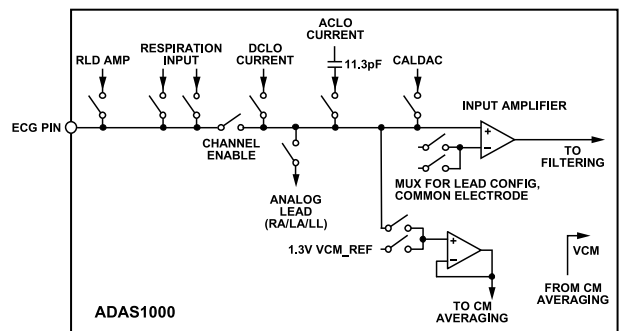 ACLO
CURRENT
RESPIRATION
INPUT
DCLO
CURRENT
11.3pF
RLD AMP
CALDAC
INPUT AMPLIFIER
ECG PIN
CHANNEL
ENABLE
+
−
TO
FILTERING
ANALOG
LEAD
(RA/LA/LL)
MUX FOR LEAD CONFIG,
COMMON ELECTRODE
1.3V VCM_REF
+
−
VCM
FROM CM
AVERAGING
TO CM
AVERAGING
ADAS1000